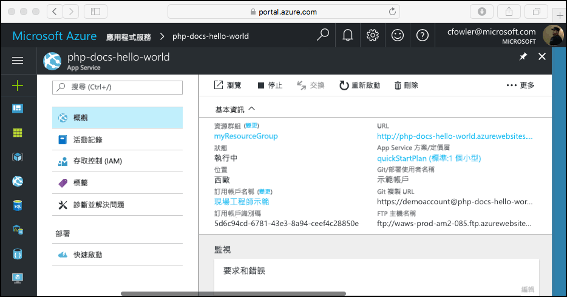 portal.azure.com
Microsoft Azure 應用程式服務 > php-docs-hello-world
cfowler@microsoft.com
MICROSOFT
php-docs-hello-world
App Service
搜尋 (Ctrl+/)
概觀
活動記錄
存取控制 (IAM)
標籤
診斷並解決問題
部署
快速啟動
瀏覽 停止 交換 重新啟動 刪除 ... 更多
基本資訊
資源群組 (變更)
myResourceGroup
狀態
執行中
位置
西歐
訂用帳戶名稱 (變更)
現場工程師示範
訂用帳戶識別碼
5d6c94cd-6781-43e3-8a94-ceef4c28850e
URL
http://php-docs-hello-world.azurewebsites,...
App Service 方案/定價層
quickStartPlan (標準:1 個小型)
Git/部署使用者名稱
示範帳戶
Git 複製 URL
https://demoaccount@php-docs-hello-wor...
FTP 主機名稱
ftp://waws-prod-am2-085.ftp.azurewebsite...
監視
要求和錯誤
編輯